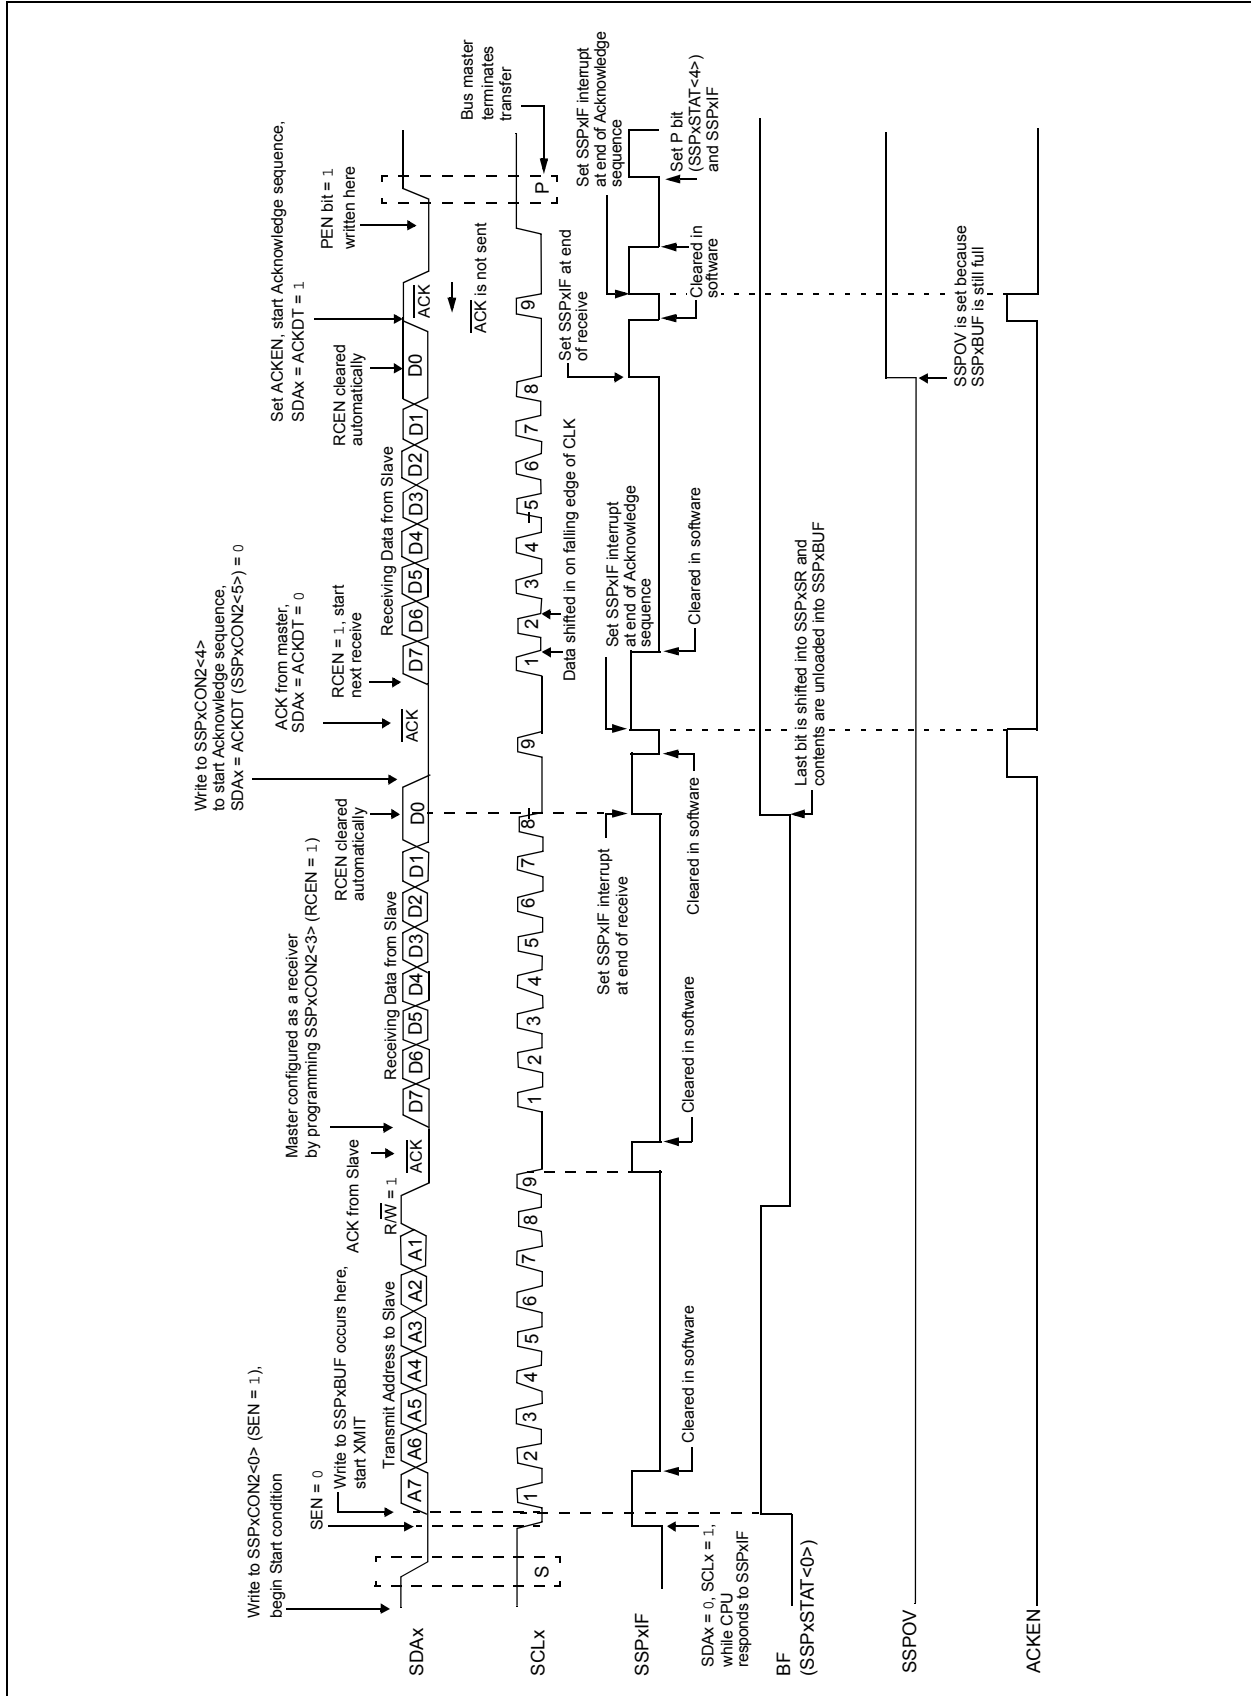 Write to SSPxCON2<0> (SEN = 1),
begin Start condition
SEN = 0
Write to SSPxBUF occurs here,
start XMIT
Transmit Address to Slave
R/W = 1
ACK from Slave
Master configured as a receiver
by programming SSPxCON2<3> (RCEN = 1)
Receiving Data from Slave
RCEN cleared
automatically
Write to SSPxCON2<4>
to start Acknowledge sequence,
SDAx = ACKDT (SSPxCON2<5>) = 0
ACK from master,
SDAx = ACKDT = 0
RCEN = 1, start
next receive
Receiving Data from Slave
RCEN cleared
automatically
Set ACKEN, start Acknowledge sequence,
SDAx = ACKDT = 1
PEN bit = 1
written here
SDAx
A7 A6 A5 A4 A3 A2 A1 ACK D7 D6 D5 D4 D3 D2 D1 D0 ACK D7 D6 D5 D4 D3 D2 D1 D0 ACK
ACK is not sent
Bus master
terminates
transfer
SCLx
S 1 2 3 4 5 6 7 8 9 1 2 3 4 5 6 7 8 9 1 2 3 4 5 6 7 8 9 P
Data shifted in on falling edge of CLK
Set SSPxIF interrupt
at end of receive
Set SSPxIF interrupt
at end of Acknowledge
sequence
Set SSPxIF at end
of receive
Set SSPxIF interrupt
at end of Acknowledge
sequence
SSPxIF
Cleared in software
Cleared in software
Cleared in software
Cleared in software
Cleared in
software
Set P bit
(SSPxSTAT<4>)
and SSPxIF
SDAx = 0, SCLx = 1,
while CPU
responds to SSPxIF
BF
(SSPxSTAT<0>)
Last bit is shifted into SSPxSR and
contents are unloaded into SSPxBUF
SSPOV
SSPOV is set because
SSPxBUF is still full
ACKEN